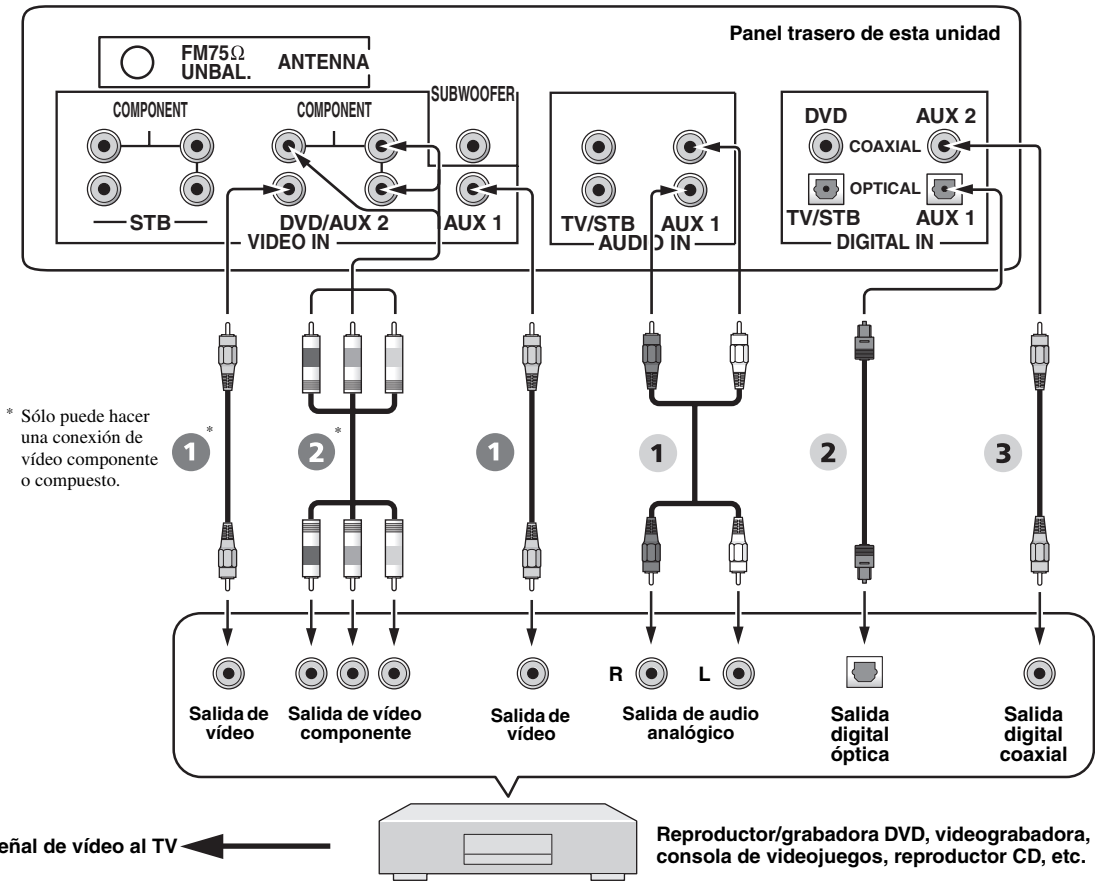 Panel trasero de esta unidad
FM75Ω
UNBAL.
ANTENNA
COMPONENT
COMPONENT
SUBWOOFER
STB
DVD/AUX 2
AUX 1
VIDEO IN
TV/STB
AUX 1
AUDIO IN
DVD
AUX 2
COAXIAL
OPTICAL
TV/STB
AUX 1
DIGITAL IN
* Sólo puede hacer
una conexión de
vídeo componente
o compuesto.
1*
2*
1
1
2
3
R
L
Salida de
vídeo
Salida de vídeo
componente
Salida de
vídeo
Salida de audio
analógico
Salida
digital
óptica
Salida
digital
coaxial
eñal de vídeo al TV
Reproductor/grabadora DVD, videograbadora,
consola de videojuegos, reproductor CD, etc.